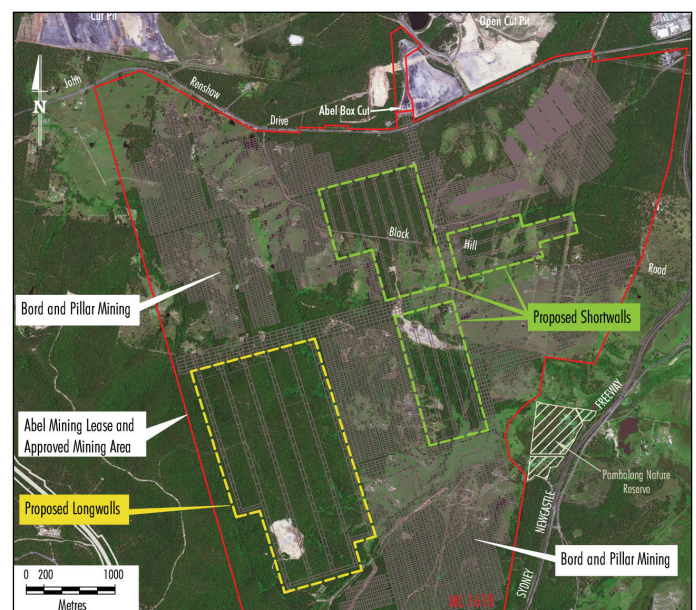 Cut Pit
Open Cut Pit
John Renshaw Drive
N
Abel Box Cut
Black Hill Road
Bord and Pillar Mining
Proposed Shortwalls
Abel Mining Lease and
Approved Mining Area
FREEWAY
Pambalong Nature
Reserve
Proposed Longwalls
NEWCASTLE
Bord and Pillar Mining
SYDNEY
0 200 1000
Metres
ML 1618